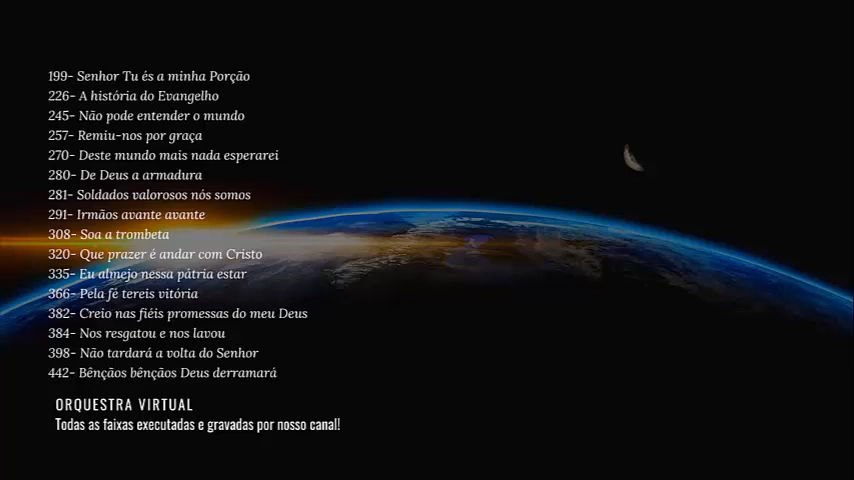 199- Senhor Tu és a minha Porção
226- A história do Evangelho
245- Não pode entender o mundo
257- Remiu-nos por graça
270- Deste mundo mais nada esperarei
280- De Deus a armadura
281- Soldados valorosos nós somos
291- Irmãos avante avante
308- Soa a trombeta
320- Que prazer é andar com Cristo
335- Eu almejo nessa pátria estar
366- Pela fé tereis vitória
382- Creio nas fiéis promessas do meu Deus
384- Nos resgatou e nos lavou
398- Não tardará a volta do Senhor
442- Bênçãos bênçãos Deus derramará
ORQUESTRA VIRTUAL
Todas as faixas executadas e gravadas por nosso canal!